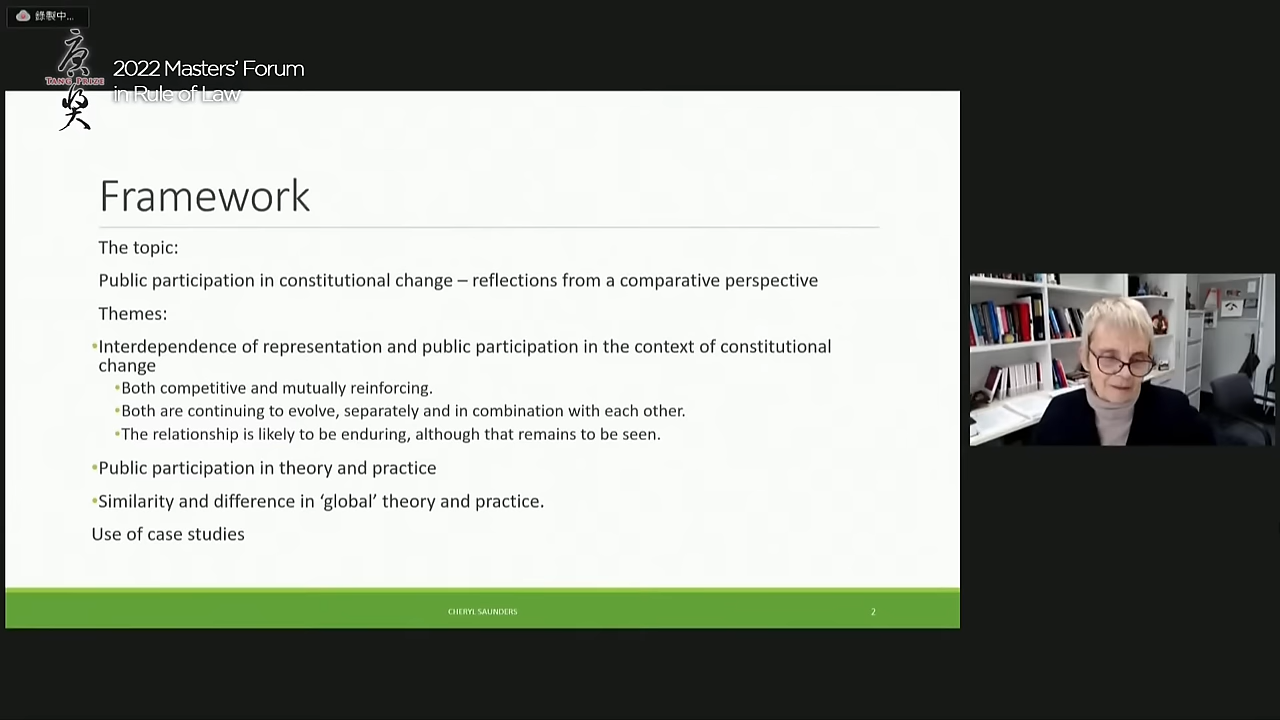 錄製中...
唐
TANG PRIZE
獎
2022 Masters' Forum
in Rule of Law
Framework
The topic:
Public participation in constitutional change – reflections from a comparative perspective
Themes:
•Interdependence of representation and public participation in the context of constitutional
change
•Both competitive and mutually reinforcing.
•Both are continuing to evolve, separately and in combination with each other.
•The relationship is likely to be enduring, although that remains to be seen.
•Public participation in theory and practice
•Similarity and difference in ‘global’ theory and practice.
Use of case studies
CHERYL SAUNDERS
2